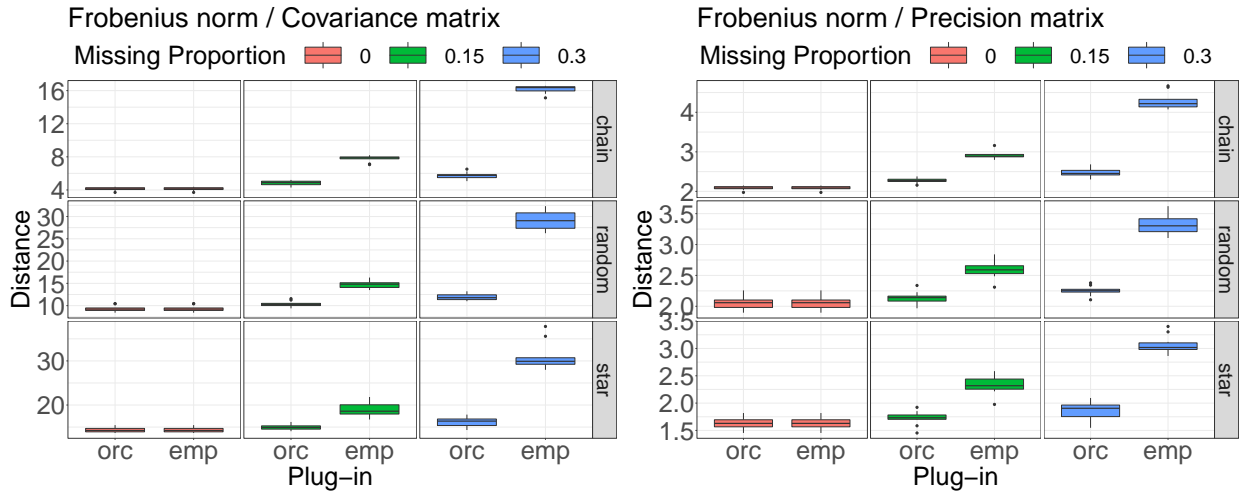 Frobenius norm / Covariance matrix
Missing Proportion 0 0.15 0.3
16
12
8
4
chain
30
25
20
15
10
random
30
20
star
Distance
orc emp orc emp orc emp
Plug−in
Frobenius norm / Precision matrix
Missing Proportion 0 0.15 0.3
4
3
2
chain
3.5
3.0
2.5
2.0
random
3.5
3.0
2.5
2.0
1.5
star
Distance
orc emp orc emp orc emp
Plug−in